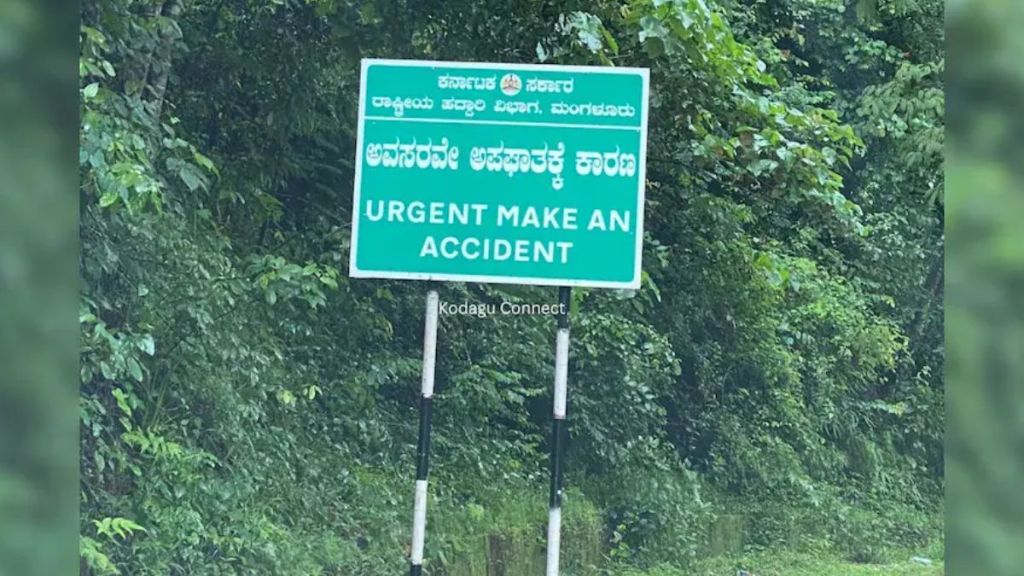 ಕರ್ನಾಟಕ ಸರ್ಕಾರ
ರಾಷ್ಟ್ರೀಯ ಹೆದ್ದಾರಿ ವಿಭಾಗ, ಮಂಗಳೂರು
ಅವಸರವೇ ಅಪಘಾತಕ್ಕೆ ಕಾರಣ
URGENT MAKE AN
ACCIDENT
Kodagu Connect